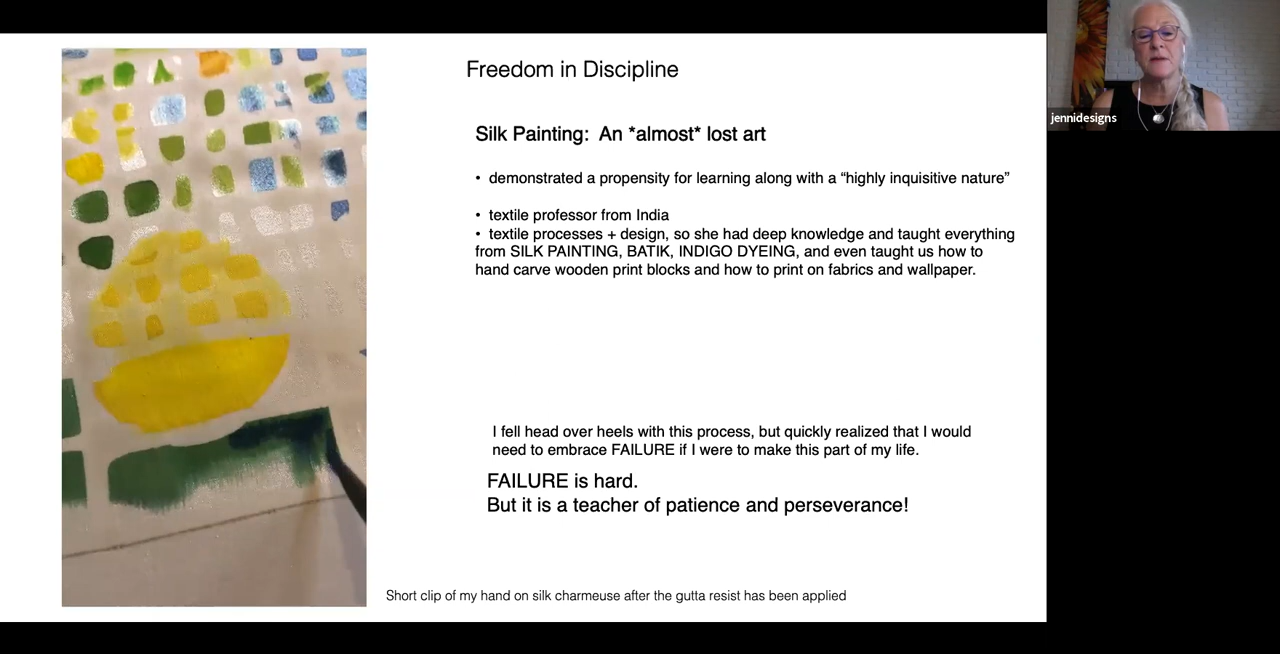 Freedom in Discipline
jennidesigns
Silk Painting:  An *almost* lost art
• demonstrated a propensity for learning along with a “highly inquisitive nature”
• textile professor from India
• textile processes + design, so she had deep knowledge and taught everything
from SILK PAINTING, BATIK, INDIGO DYEING, and even taught us how to
hand carve wooden print blocks and how to print on fabrics and wallpaper.
I fell head over heels with this process, but quickly realized that I would
need to embrace FAILURE if I were to make this part of my life.
FAILURE is hard.
But it is a teacher of patience and perseverance!
Short clip of my hand on silk charmeuse after the gutta resist has been applied